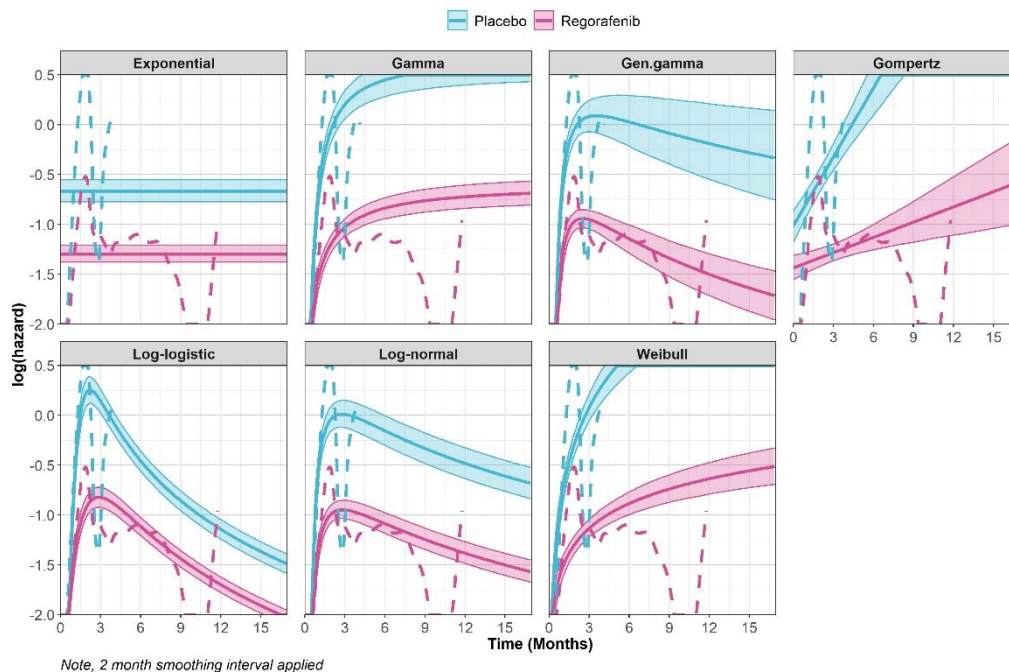 Placebo Regorafenib
Exponential Gamma Gen.gamma Gompertz
0.5
0.0
-0.5
-1.0
-1.5
-2.0
0 3 6 9 12 15
Log-logistic Log-normal Weibull
0.5
0.0
-0.5
-1.0
-1.5
-2.0
0 3 6 9 12 15 0 3 6 9 12 15 0 3 6 9 12 15
log(hazard)
Time (Months)
Note, 2 month smoothing interval applied